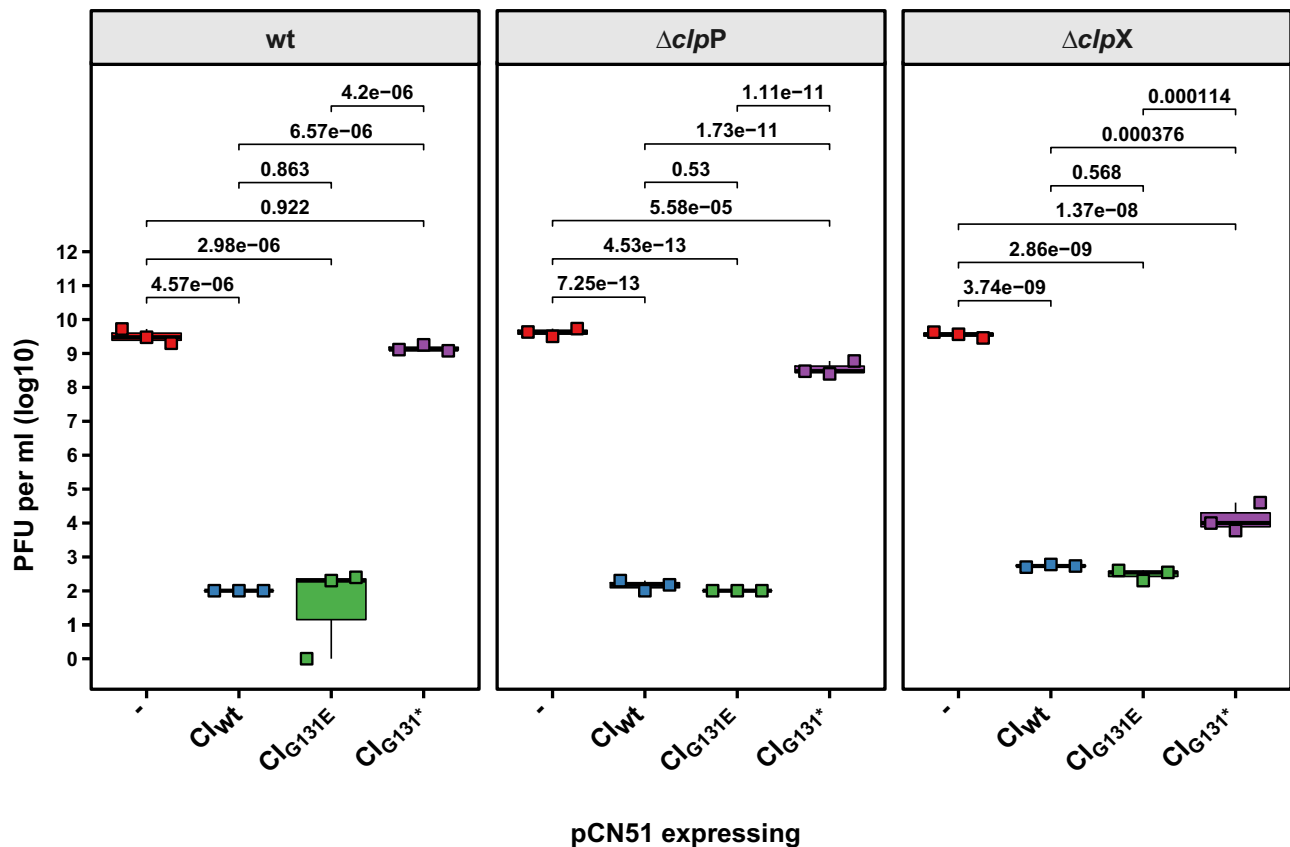 wt
ΔclpP
ΔclpX
4.2e−06
6.57e−06
0.863
0.922
2.98e−06
4.57e−06
1.11e−11
1.73e−11
0.53
5.58e−05
4.53e−13
7.25e−13
0.000114
0.000376
0.568
1.37e−08
2.86e−09
3.74e−09
PFU per ml (log10)
12
11
10
9
8
7
6
5
4
3
2
1
0
- CIwt CIG131E CIG131*
- CIwt CIG131E CIG131*
- CIwt CIG131E CIG131*
pCN51 expressing